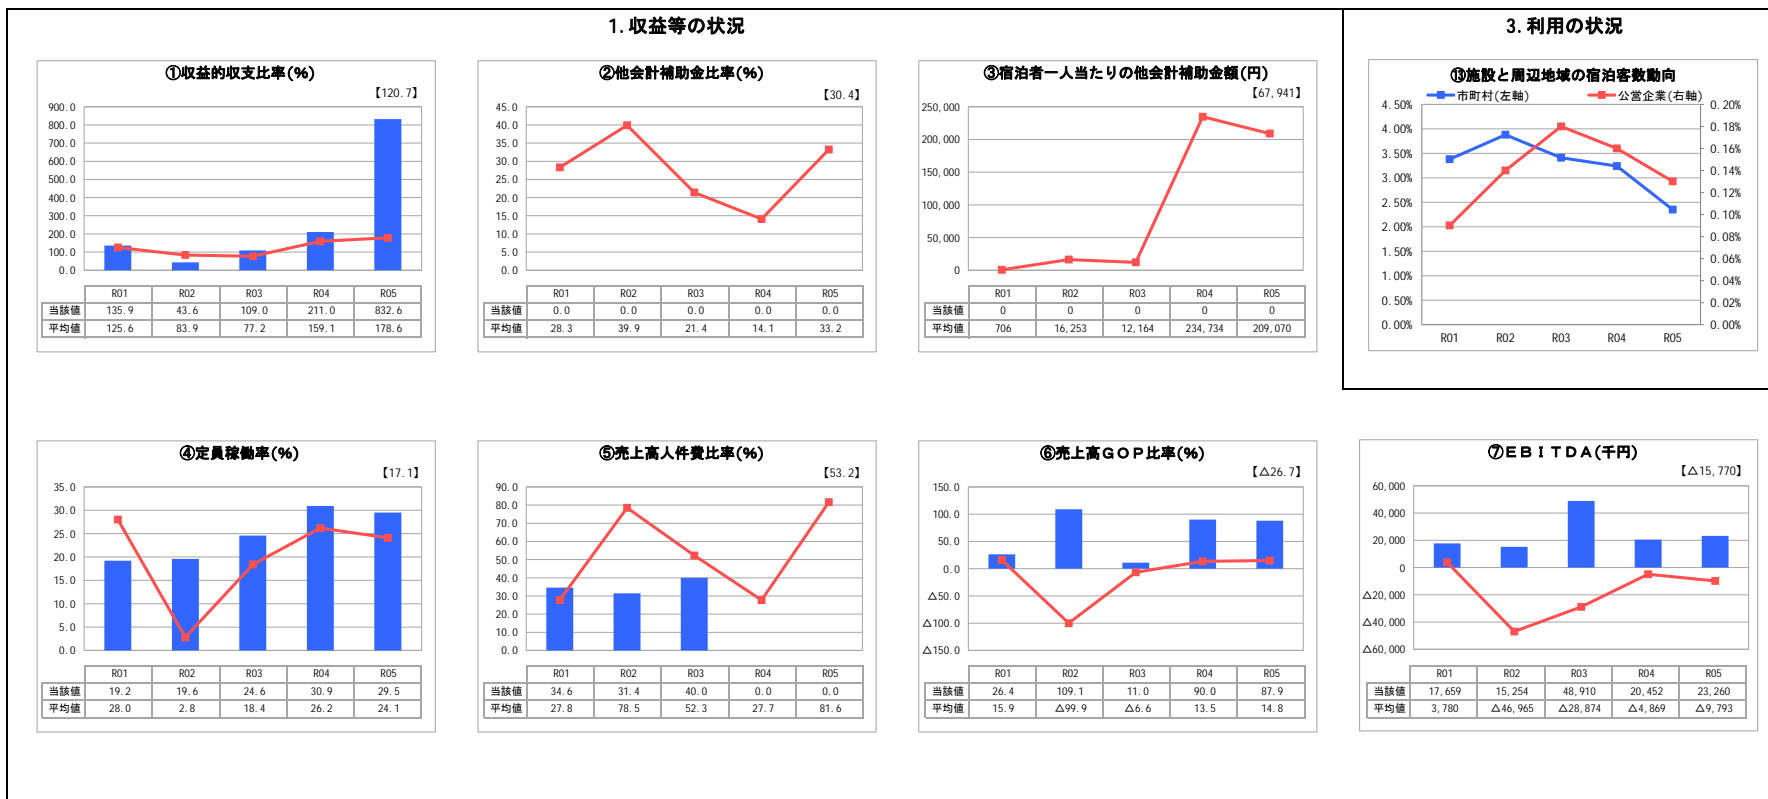 1. 収益等の状況
3. 利用の状況
①収益的収支比率(%)
【120.7】
900.0
800.0
700.0
600.0
500.0
400.0
300.0
200.0
100.0
0.0
R01 R02 R03 R04 R05
当該値 135.9 43.6 109.0 211.0 832.6
平均値 125.6 83.9 77.2 159.1 178.6
②他会計補助金比率(%)
【30.4】
45.0
40.0
35.0
30.0
25.0
20.0
15.0
10.0
5.0
0.0
R01 R02 R03 R04 R05
当該値 0.0 0.0 0.0 0.0 0.0
平均値 28.3 39.9 21.4 14.1 33.2
③宿泊者一人当たりの他会計補助金額(円)
【67,941】
250,000
200,000
150,000
100,000
50,000
0
R01 R02 R03 R04 R05
当該値 0 0 0 0 0
平均値 706 16,253 12,164 234,734 209,070
⑬施設と周辺地域の宿泊客数動向
市町村(左軸) 公営企業(右軸)
4.50% 0.20%
4.00% 0.18%
3.50% 0.16%
3.00% 0.14%
2.50% 0.12%
2.00% 0.10%
1.50% 0.08%
1.00% 0.06%
0.50% 0.04%
0.00% 0.02%
0.00%
R01 R02 R03 R04 R05
④定員稼働率(%)
【17.1】
35.0
30.0
25.0
20.0
15.0
10.0
5.0
0.0
R01 R02 R03 R04 R05
当該値 19.2 19.6 24.6 30.9 29.5
平均値 28.0 2.8 18.4 26.2 24.1
⑤売上高人件費比率(%)
【53.2】
90.0
80.0
70.0
60.0
50.0
40.0
30.0
20.0
10.0
0.0
R01 R02 R03 R04 R05
当該値 34.6 31.4 40.0 0.0 0.0
平均値 27.8 78.5 52.3 27.7 81.6
⑥売上高ＧＯＰ比率(%)
【△26.7】
150.0
100.0
50.0
0.0
△50.0
△100.0
△150.0
R01 R02 R03 R04 R05
当該値 26.4 109.1 11.0 90.0 87.9
平均値 15.9 △99.9 △6.6 13.5 14.8
⑦ＥＢＩＴＤＡ(千円)
【△15,770】
60,000
40,000
20,000
0
△20,000
△40,000
△60,000
R01 R02 R03 R04 R05
当該値 17,659 15,254 48,910 20,452 23,260
平均値 3,780 △46,965 △28,874 △4,869 △9,793